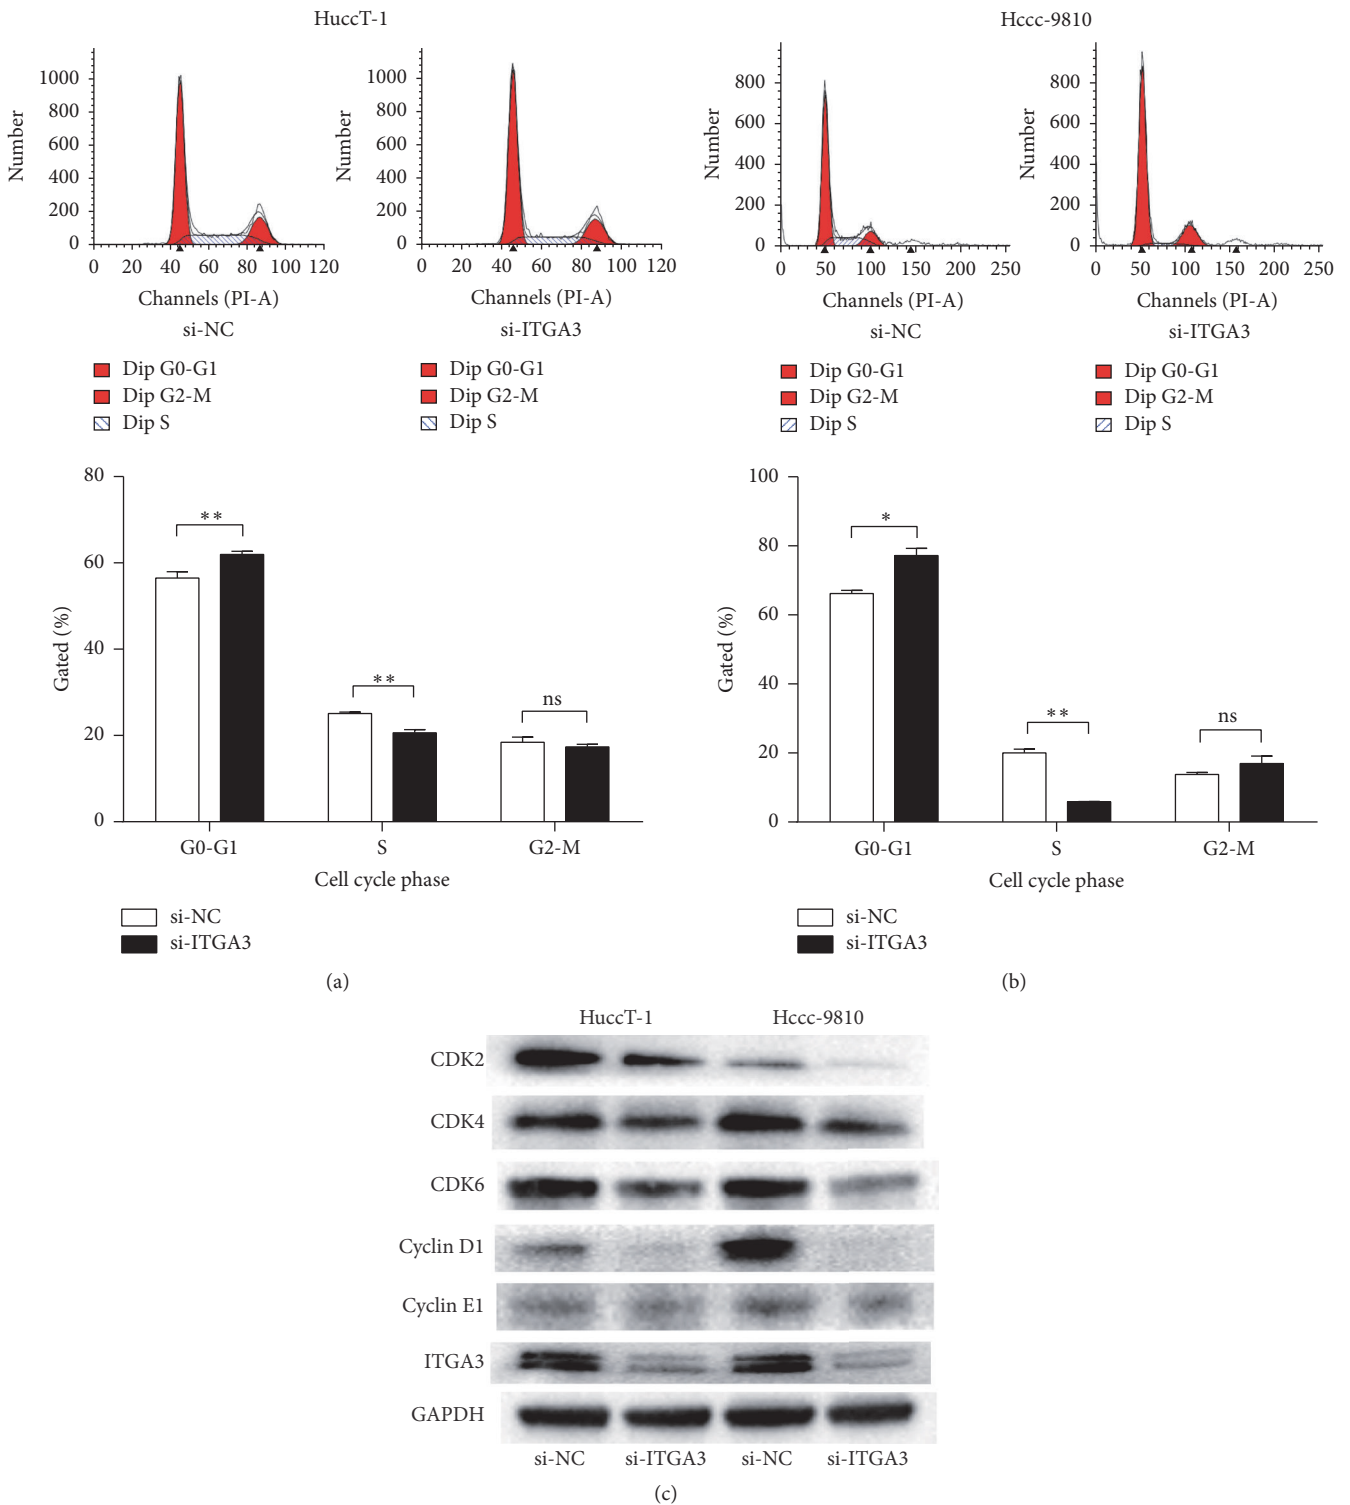 HuccT-1
Hccc-9810
Number
1000
800
600
400
200
0
0 20 40 60 80 100 120
Channels (PI-A)
si-NC
Number
1000
800
600
400
200
0
0 20 40 60 80 100 120
Channels (PI-A)
si-ITGA3
Number
800
600
400
200
0
0 50 100 150 200 250
Channels (PI-A)
si-NC
Number
800
600
400
200
0
0 50 100 150 200 250
Channels (PI-A)
si-ITGA3
Dip G0-G1
Dip G2-M
Dip S
Dip G0-G1
Dip G2-M
Dip S
Dip G0-G1
Dip G2-M
Dip S
Dip G0-G1
Dip G2-M
Dip S
Gated (%)
80
60
40
20
0
**
**
ns
G0-G1 S G2-M
Cell cycle phase
si-NC
si-ITGA3
(a)
Gated (%)
100
80
60
40
20
0
*
**
ns
G0-G1 S G2-M
Cell cycle phase
si-NC
si-ITGA3
(b)
HuccT-1 Hccc-9810
CDK2
CDK4
CDK6
Cyclin D1
Cyclin E1
ITGA3
GAPDH
si-NC si-ITGA3 si-NC si-ITGA3
(c)